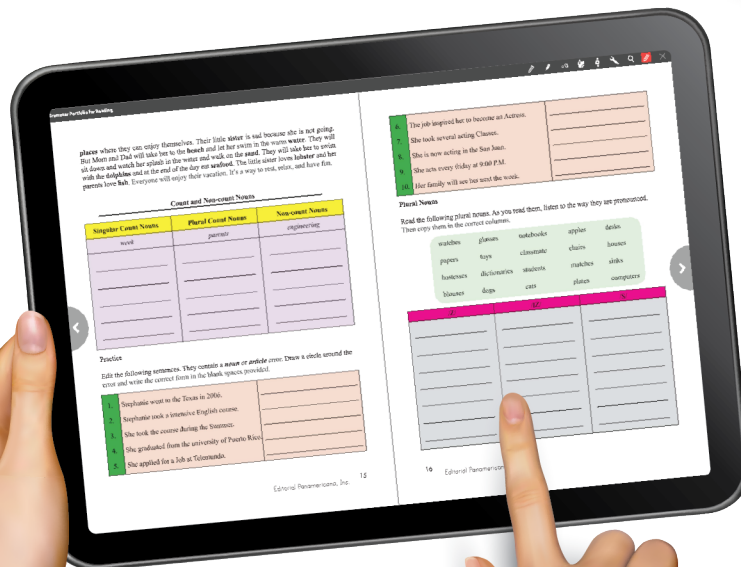 Grammar Portfolio for Reading
places where they can enjoy themselves. Their little sister is sad because she is not going.
But Mom and Dad will take her to the beach and let her swim in the warm water. They will
sit down and watch her splash in the water and walk on the sand. They will take her to swim
with the dolphins and at the end of the day eat seafood. The little sister loves lobster and her
parents love fish. Everyone will enjoy their vacation. It's a way to rest, relax, and have fun.
Count and Non-count Nouns
Singular Count Nouns Plural Count Nouns Non-count Nouns
week parents engineering
Practice
Edit the following sentences. They contain a noun or article error. Draw a circle around the
error and write the correct form in the blank spaces provided.
1. Stephanie went to the Texas in 2006.
2. Stephanie took a intensive English course.
3. She took the course during the Summer.
4. She graduated from the university of Puerto Rico.
5. She applied for a Job at Telemundo.
Editorial Panamericana, Inc. 15
6. The job inspired her to become an Actress.
7. She took several acting Classes.
8. She is now acting in the San Juan.
9. She acts every friday at 9:00 P.M.
10. Her family will see her next the week.
Plural Nouns
Read the following plural nouns. As you read them, listen to the way they are pronounced.
Then copy them in the correct columns.
watches glasses notebooks apples desks
papers toys classmate chairs houses
hostesses dictionaries students matches sinks
blouses dogs cats plates computers
16 Editorial